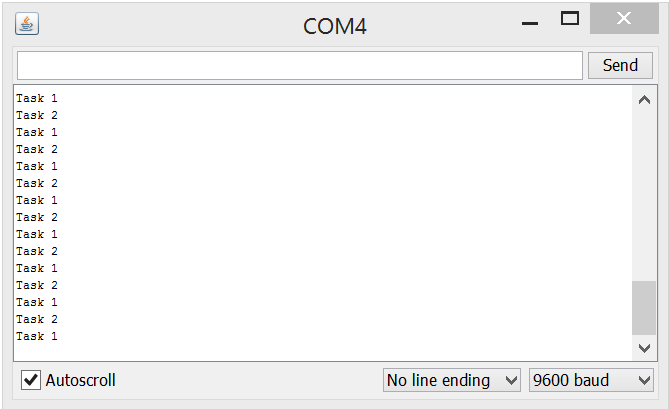 COM4
Send
Task 1
Task 2
Task 1
Task 2
Task 1
Task 2
Task 1
Task 2
Task 1
Task 2
Task 1
Task 2
Task 1
Task 2
Task 1
Autoscroll
No line ending
9600 baud